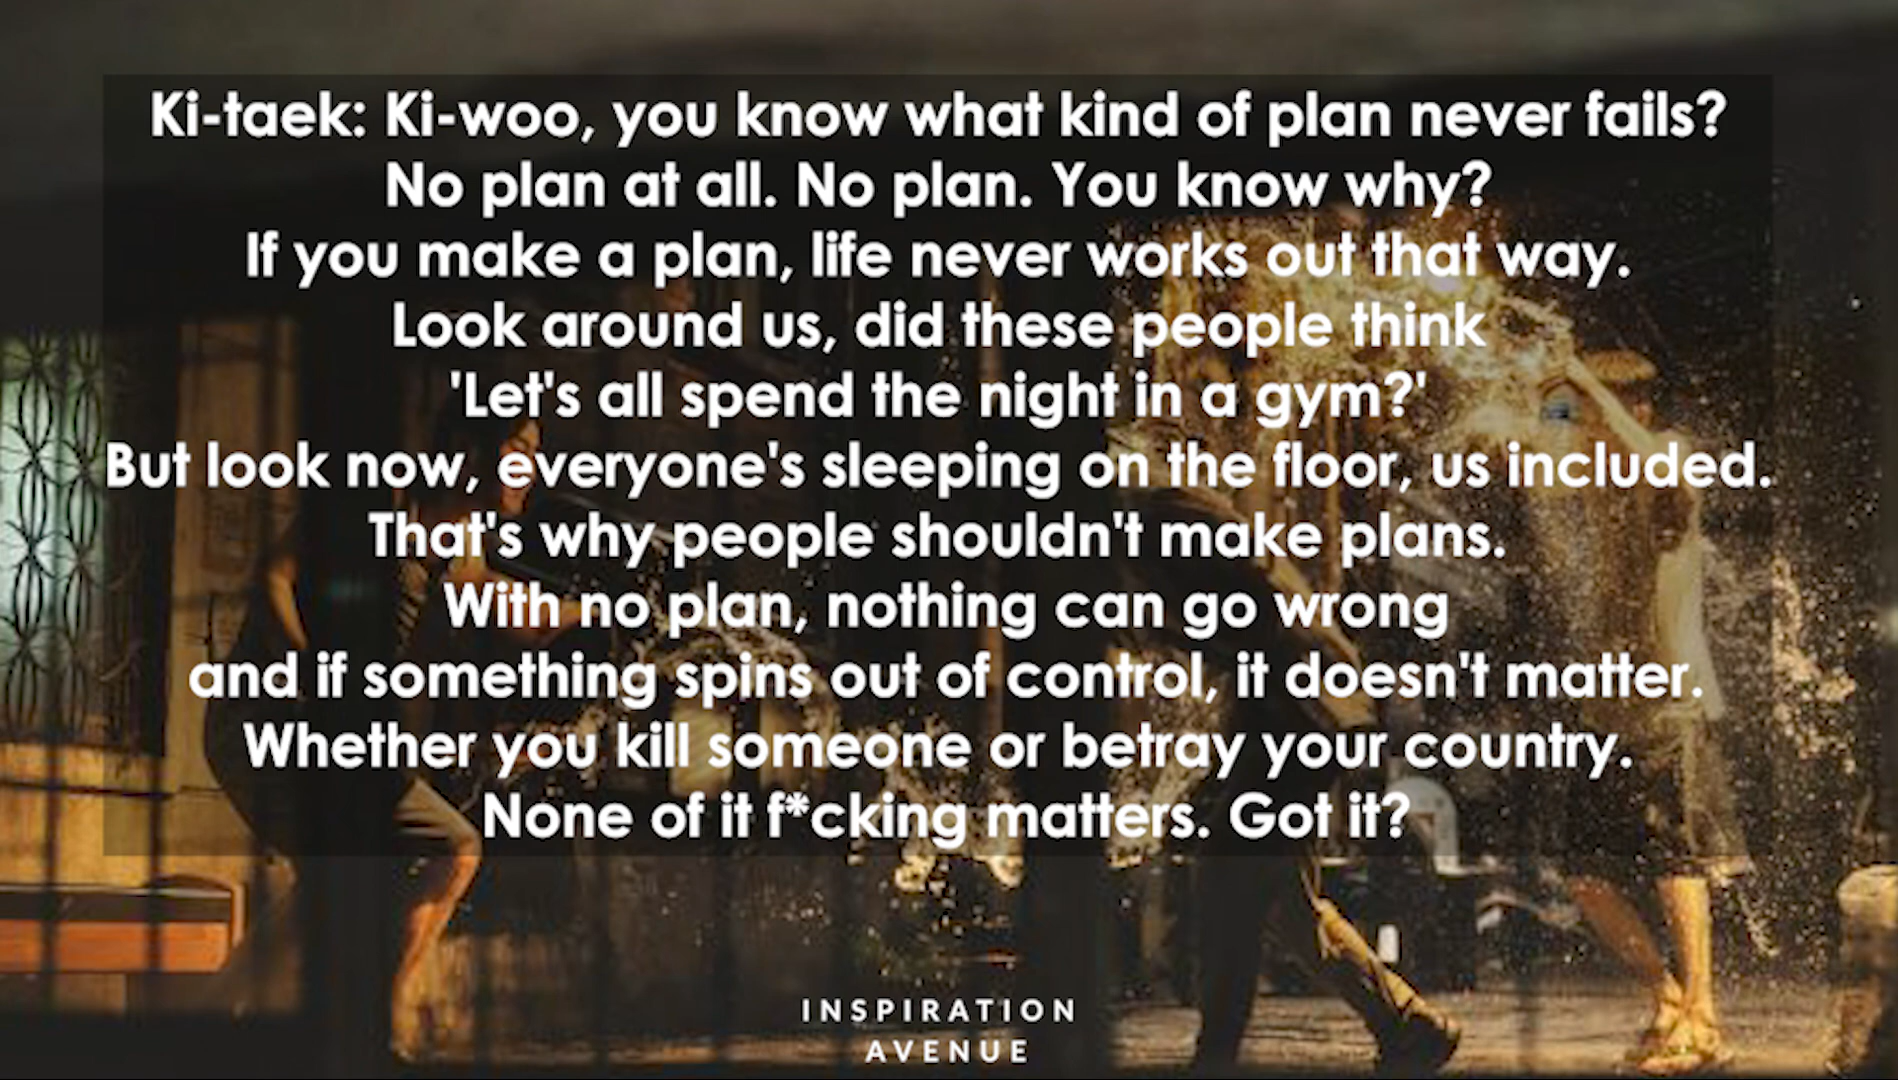 Ki-taek: Ki-woo, you know what kind of plan never fails?
No plan at all. No plan. You know why?
If you make a plan, life never works out that way.
Look around us, did these people think
'Let's all spend the night in a gym?'
But look now, everyone's sleeping on the floor, us included.
That's why people shouldn't make plans.
With no plan, nothing can go wrong
and if something spins out of control, it doesn't matter.
Whether you kill someone or betray your country.
None of it f*cking matters. Got it?
INSPIRATION
AVENUE